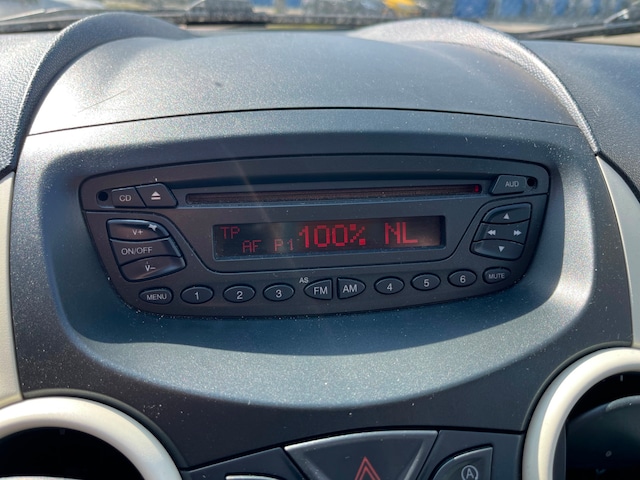 CD
AUD
V+
ON/OFF
V-
TP
AF P1 100% NL
MENU 1 2 3 AS FM AM 4 5 6 MUTE
A